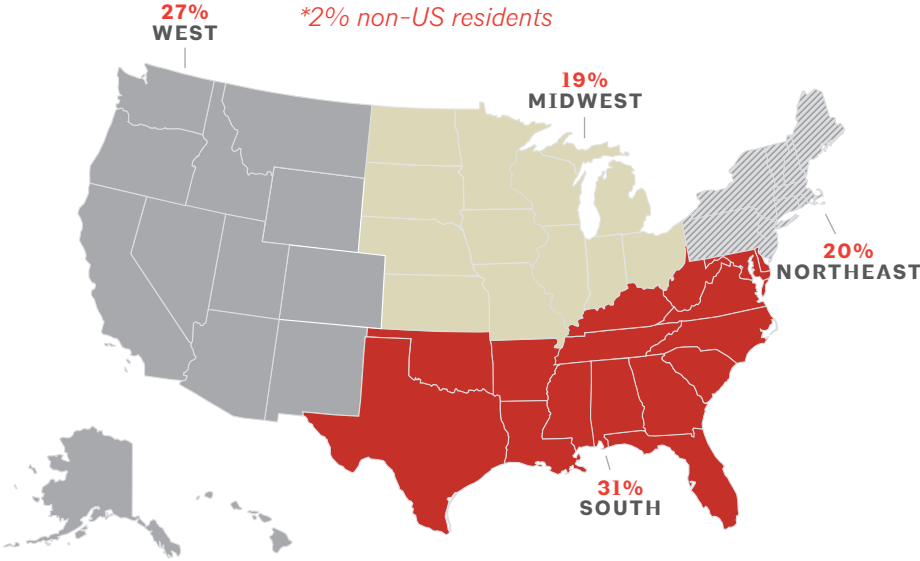 27%
WEST
*2% non-US residents
19%
MIDWEST
20%
NORTHEAST
31%
SOUTH